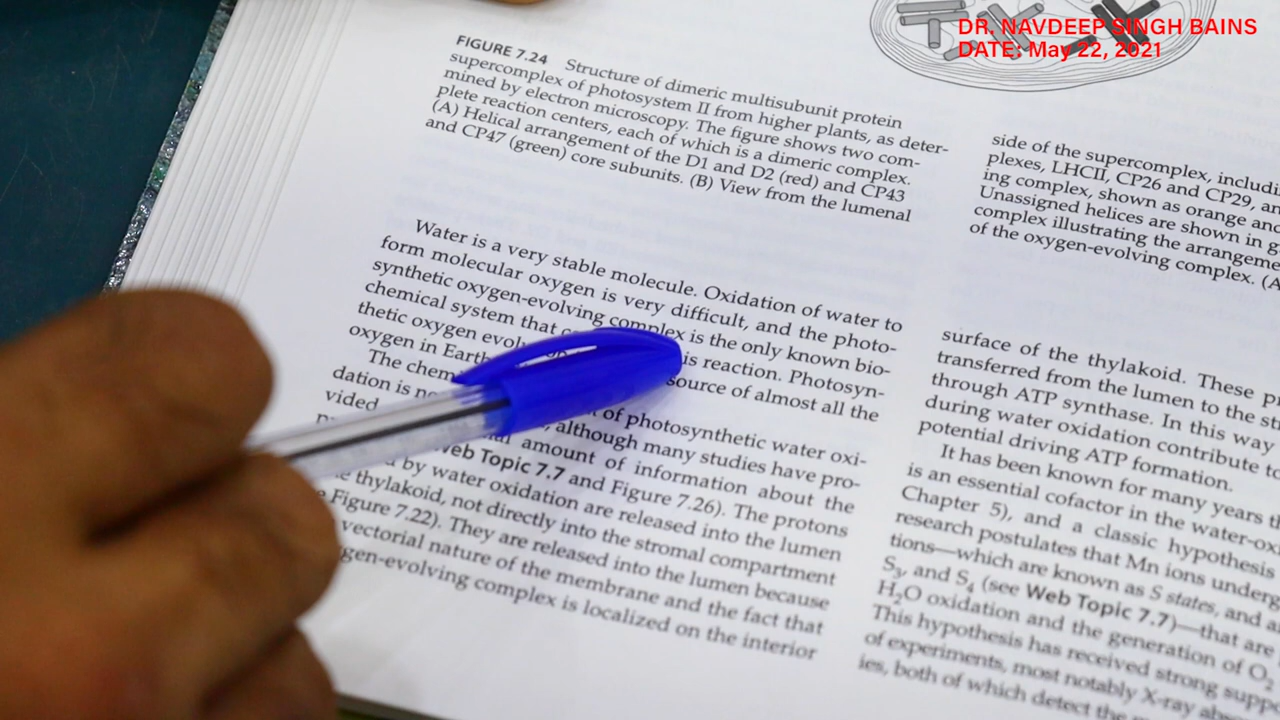 DR. NAVDEEP SINGH BAINS
DATE: May 22, 2021
FIGURE 7.24 Structure of dimeric multisubunit protein
supercomplex of photosystem II from higher plants, as deter-
mined by electron microscopy. The figure shows two com-
plete reaction centers, each of which is a dimeric complex.
(A) Helical arrangement of the D1 and D2 (red) and CP43
and CP47 (green) core subunits. (B) View from the lumenal
side of the supercomplex,
plexes, LHCII, CP26 and CP29,
ing complex, shown as orange
Unassigned helices are shown in
complex illustrating the
of the oxygen-evolving complex.
Water is a very stable molecule. Oxidation of water to
form molecular oxygen is very difficult, and the photo-
synthetic oxygen-evolving complex is the only known bio-
chemical system that is reaction. Photosyn-
thetic oxygen source of almost all the
oxygen in
The of photosynthetic water oxi-
dation is , although many studies have pro-
vided amount of information about the
Web Topic 7.7 and Figure 7.26). The protons
by water oxidation are released into the lumen
thylakoid, not directly into the stromal compartment
Figure 7.22). They are released into the lumen because
vectorial nature of the membrane and the fact that
gen-evolving complex is localized on the interior
surface of the thylakoid. These
transferred from the lumen to the
through ATP synthase. In this way
during water oxidation contribute
potential driving ATP formation.
It has been known for many years
is an essential cofactor in the
Chapter 5), and a classic hypothesis
research postulates that Mn ions
tions—which are known as S states, and
S3, and S4 (see Web Topic 7.7)—that are
H2O oxidation and the generation of O2
This hypothesis has received strong
of experiments, most notably X-ray
ies, both of which detect the